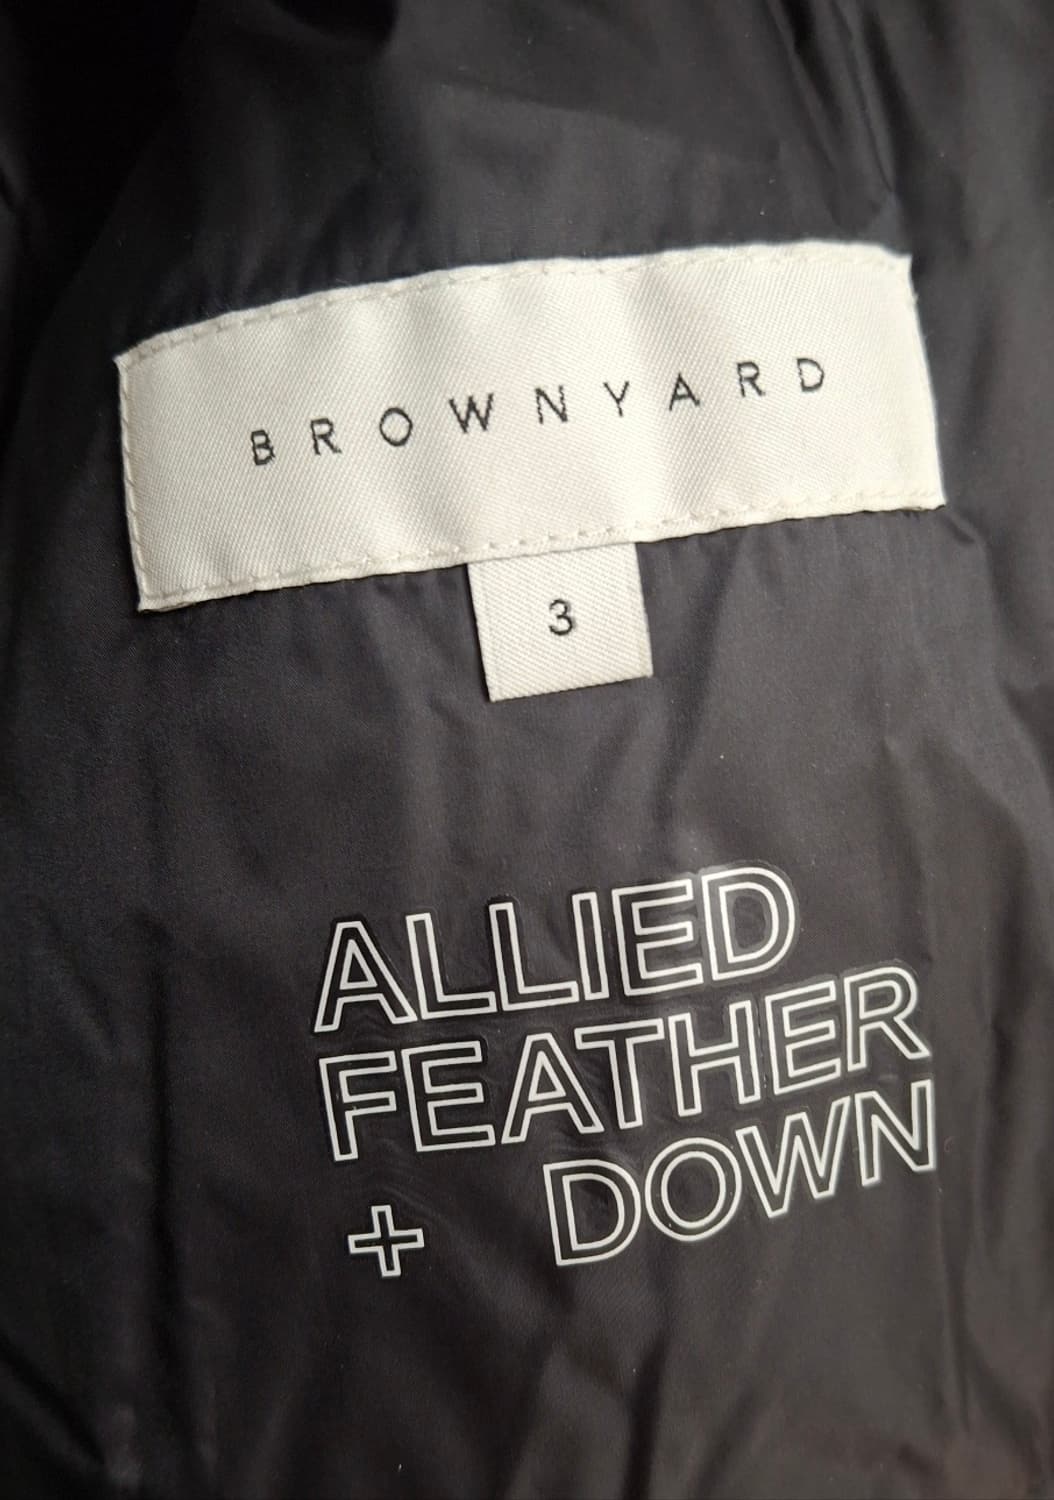 BROWNYARD
3
ALLIED
FEATHER
+ DOWN